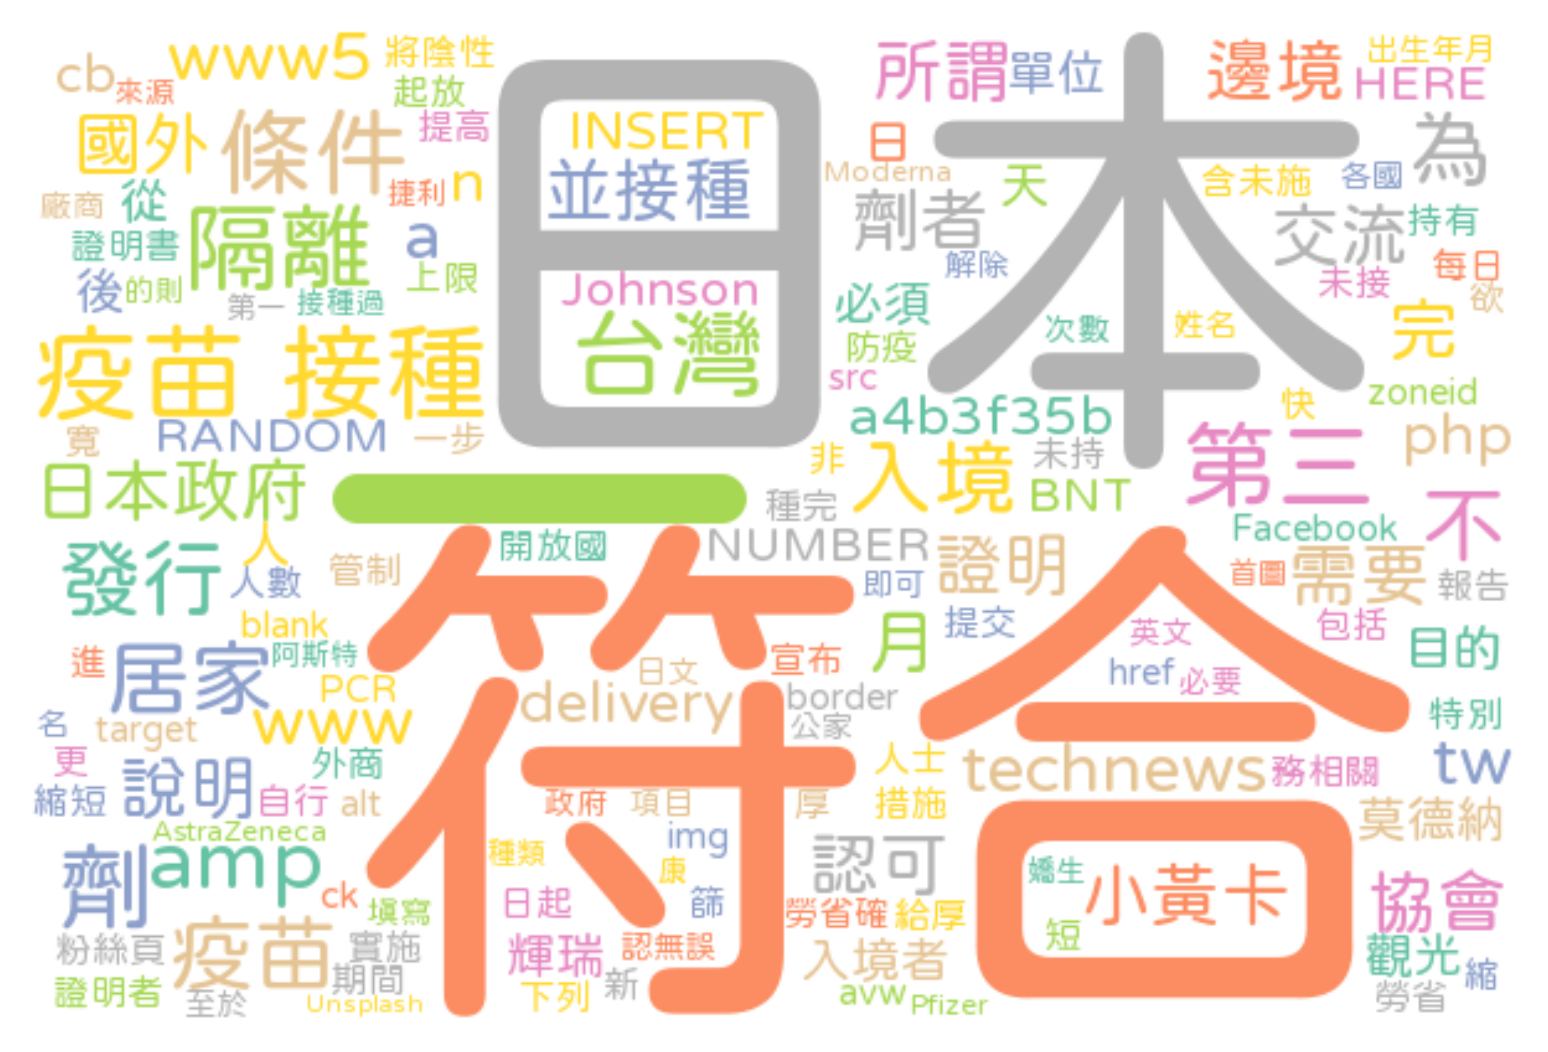 cb
來源
www5
將陰性
起放
提高
國外
條件
捷利
n
廠商
從
證明書
隔離
a
上限
後
的則
第一
接種過
疫苗 接種
寬
RANDOM
一步
日本
INSERT
並接種
Johnson
台灣
所謂
單位
邊境
出生年月
HERE
日
Moderna
天
含未施
各國
為
劑者
解除
交流
持有
未接
每日
欲
必須
防疫
src
次數
姓名
完
a4b3f35b
快
zoneid
php
非
入境
未持
BNT
第三
不
日本政府
一
種完
人
開放國
NUMBER
證明
Facebook
首圖
需要
報告
發行
人數
管制
即可
blank
符合
月
提交
英文
包括
目的
進
居家
阿斯特
PCR
日文
宣布
href
必要
名
target
www
delivery
border
公家
特別
更
外商
人士
technews
務相關
tw
縮短
說明
自行
alt
政府
項目
厚
措施
莫德納
AstraZeneca
劑
amp
種類
img
康
認可
嬌生
小黃卡
協會
ck
填寫
日起
篩
勞省確
給厚
短
粉絲頁
疫苗
實施
輝瑞
認無誤
入境者
觀光
縮
證明者
至於
期間
Unsplash
下列
新
avw
Pfizer
勞省